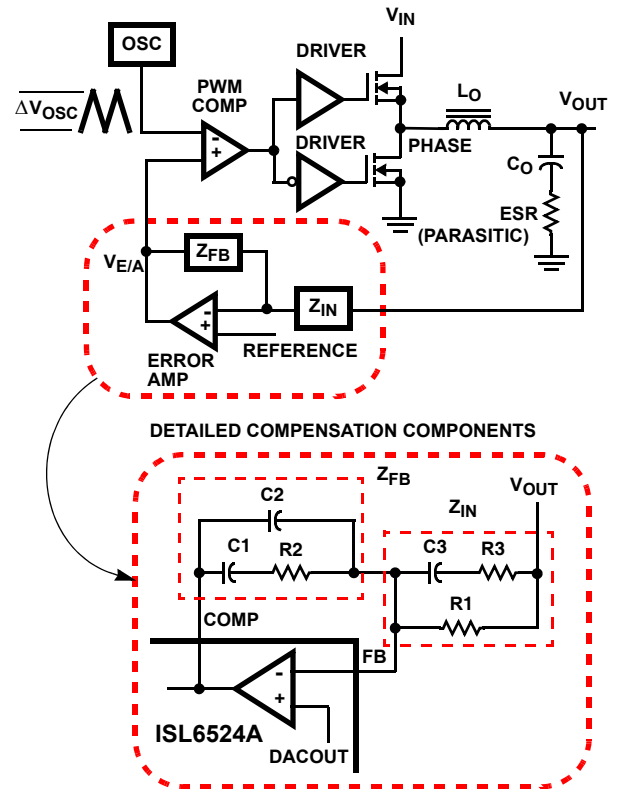 V_IN
OSC
DRIVER
PWM
COMP
L_O
V_OUT
ΔV_OSC
-
+
DRIVER
PHASE
C_O
ESR
(PARASITIC)
Z_FB
V_E/A
-
+
Z_IN
REFERENCE
ERROR
AMP
DETAILED COMPENSATION COMPONENTS
Z_FB
V_OUT
C2
Z_IN
C1
R2
C3
R3
R1
COMP
FB
-
+
ISL6524A
DACOUT